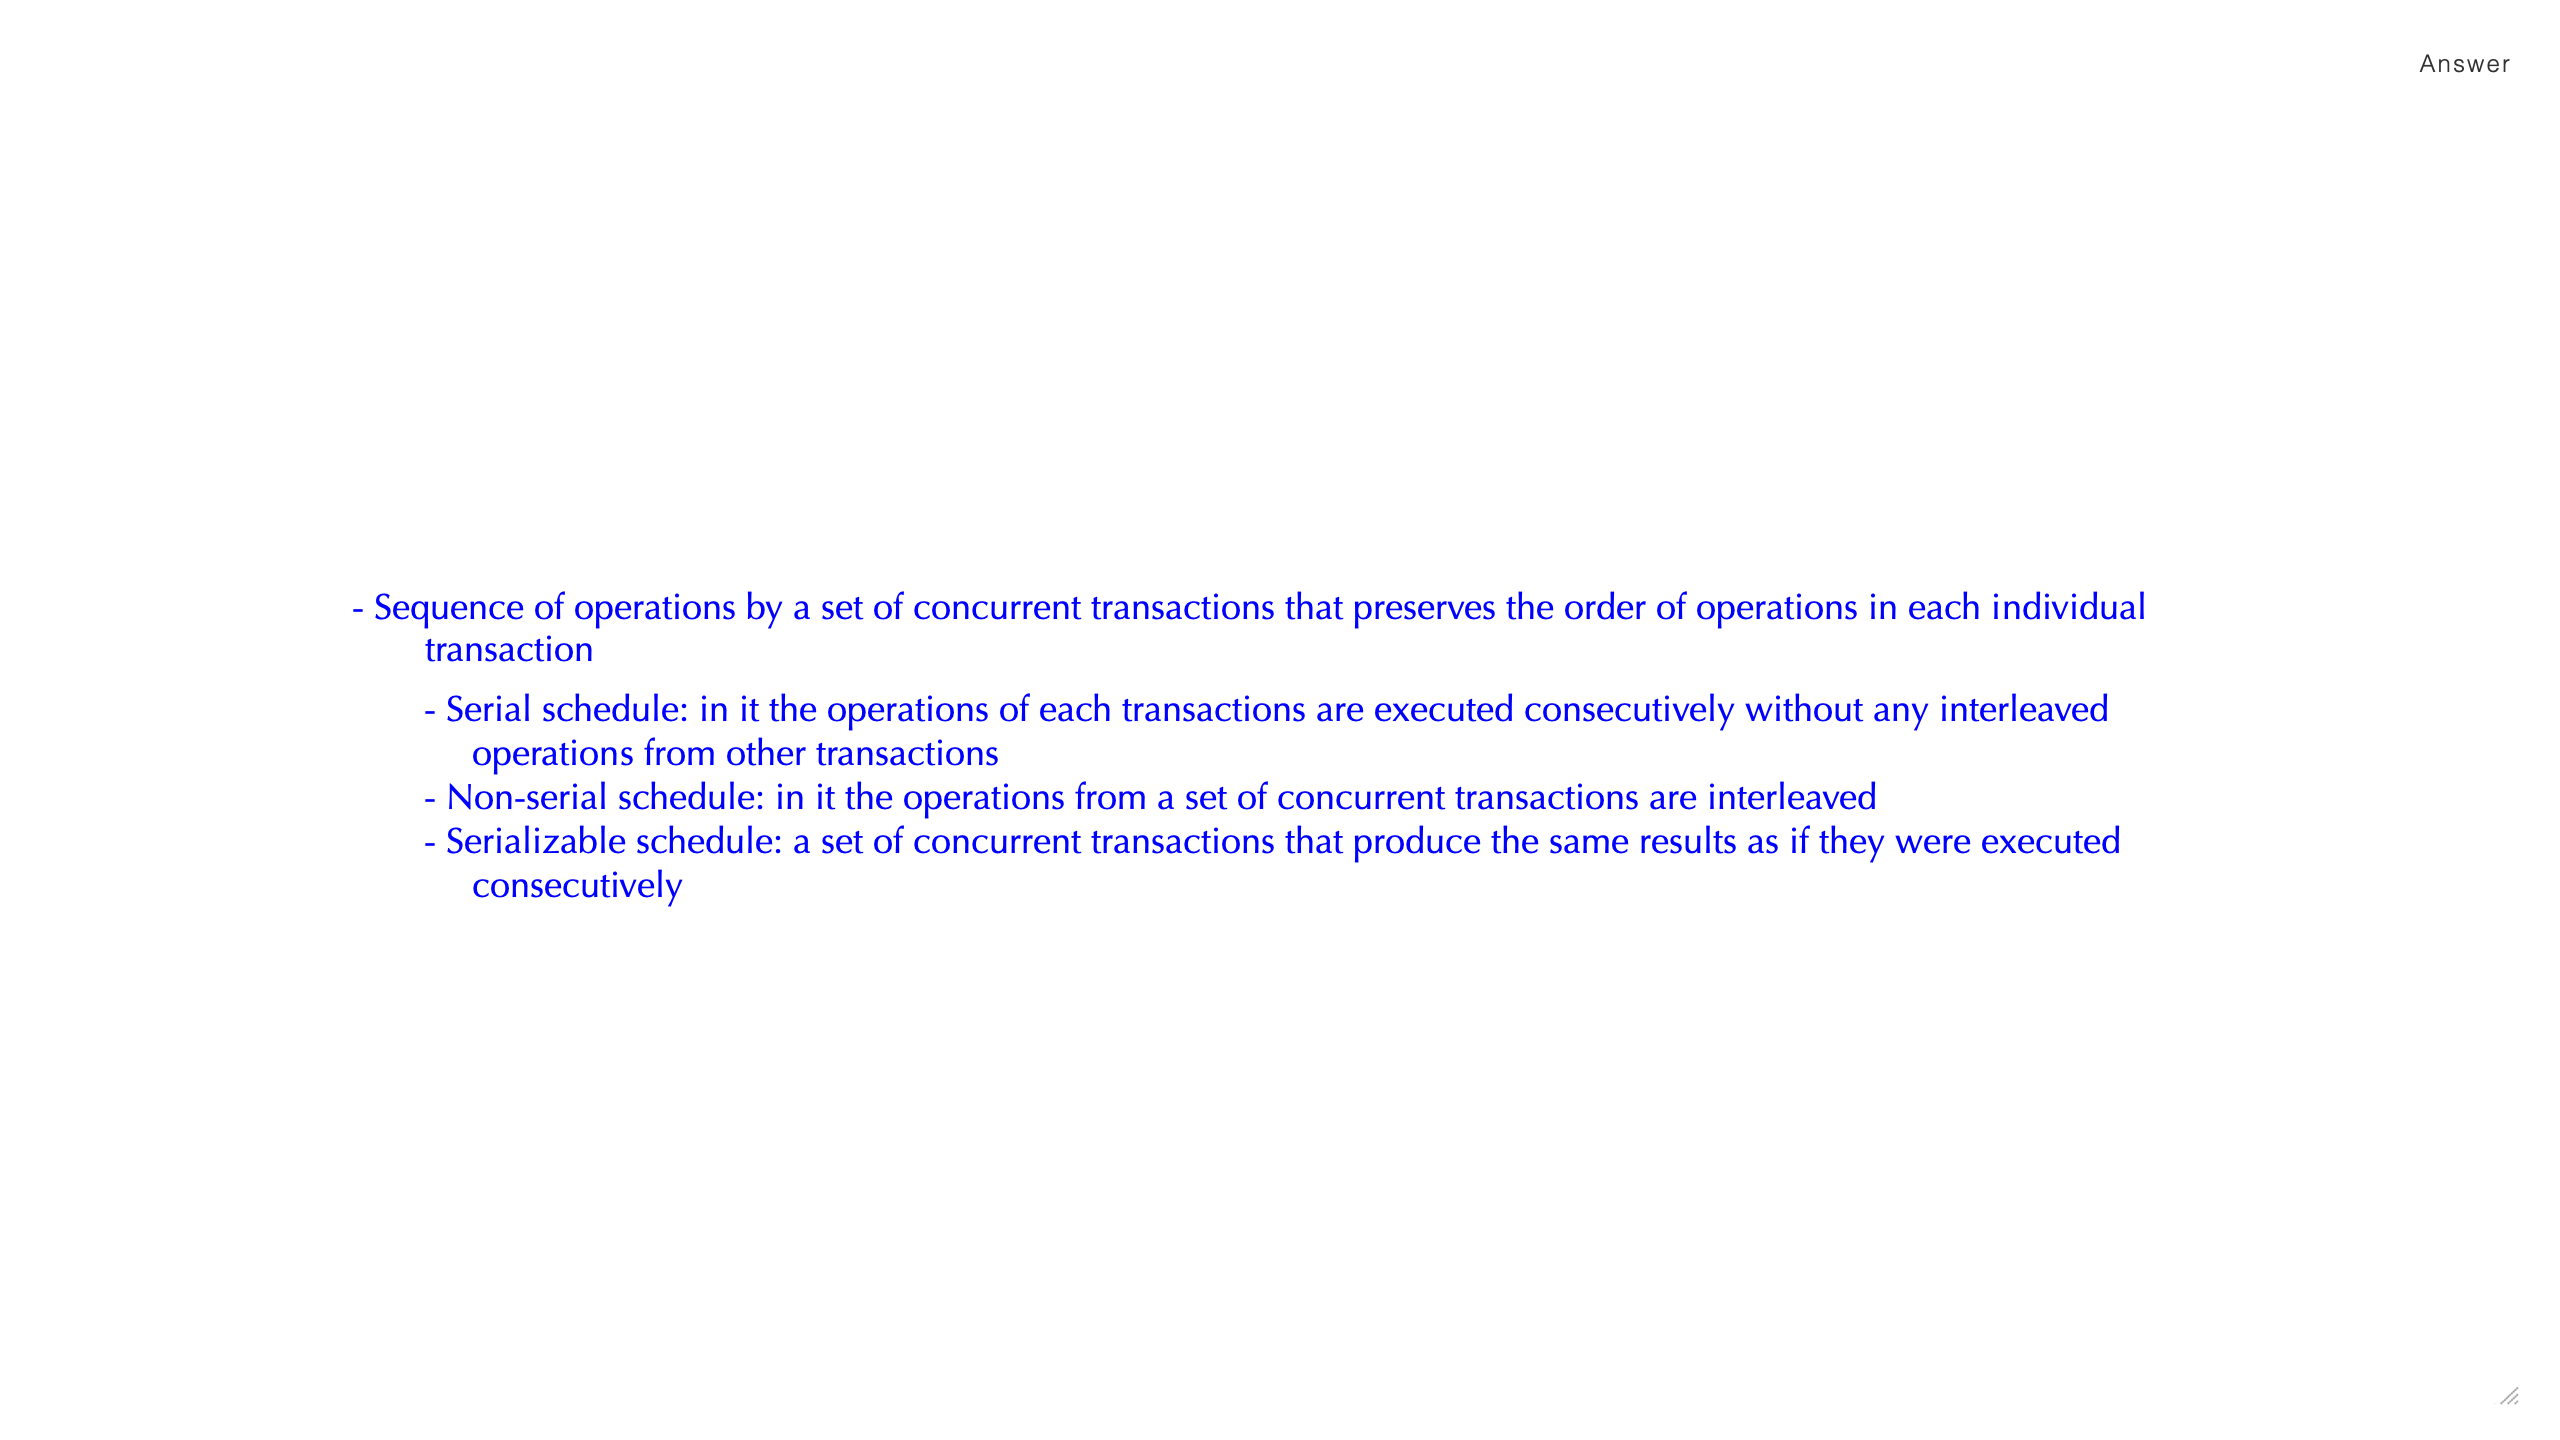 Answer
- Sequence of operations by a set of concurrent transactions that preserves the order of operations in each individual
transaction
- Serial schedule: in it the operations of each transactions are executed consecutively without any interleaved
operations from other transactions
- Non-serial schedule: in it the operations from a set of concurrent transactions are interleaved
- Serializable schedule: a set of concurrent transactions that produce the same results as if they were executed
consecutively